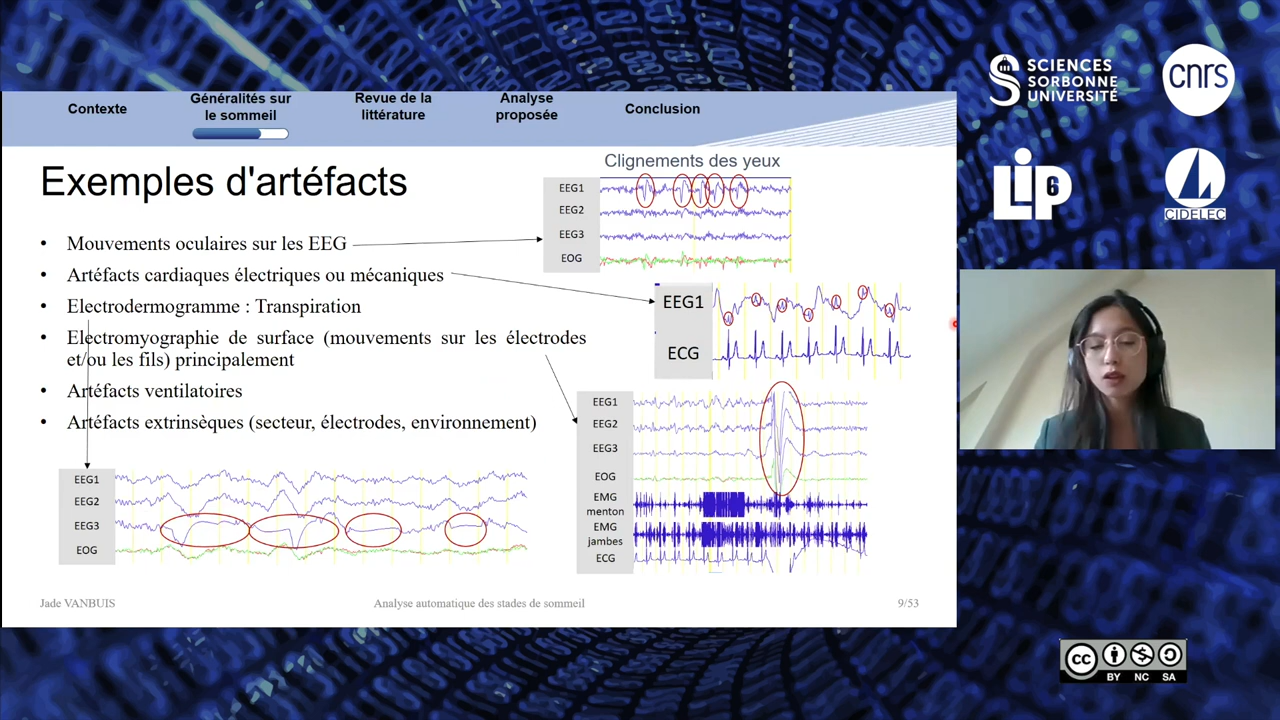 Contexte
Généralités sur
le sommeil
Revue de la
littérature
Analyse
proposée
Conclusion
Exemples d'artéfacts
• Mouvements oculaires sur les EEG
• Artéfacts cardiaques électriques ou mécaniques
• Electrodermogramme : Transpiration
• Electromyographie de surface (mouvements sur les électrodes
et/ou les fils) principalement
• Artéfacts ventilatoires
• Artéfacts extrinsèques (secteur, électrodes, environnement)
Clignements des yeux
EEG1
EEG2
EEG3
EOG
EEG1
ECG
EEG1
EEG2
EEG3
EOG
EMG
menton
EMG
jambes
ECG
EEG1
EEG2
EEG3
EOG
Jade VANBUIS
Analyse automatique des stades de sommeil
9/53
SCIENCES
SORBONNE
UNIVERSITÉ
cnrs
LIP6
CIDELEC
cc
BY NC SA